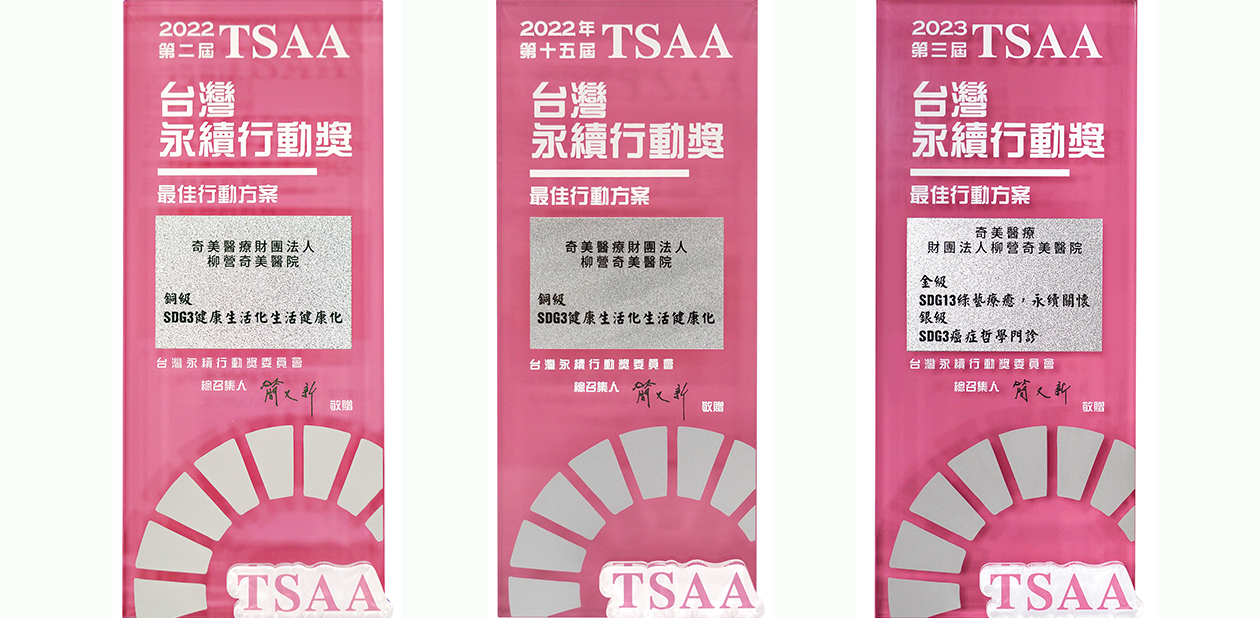 2022
第二屆 TSAA
台灣
永續行動獎
最佳行動方案
奇美醫療財團法人
柳營奇美醫院
銅級
SDG3健康生活化生活健康化
台灣永續行動獎委員會
總召集人 簡又新
敬贈
TSAA
2022年
第十五屆 TSAA
台灣
永續行動獎
最佳行動方案
奇美醫療財團法人
柳營奇美醫院
銅級
SDG3健康生活化生活健康化
台灣永續行動獎委員會
總召集人 簡又新
敬贈
TSAA
2023
第三屆 TSAA
台灣
永續行動獎
最佳行動方案
奇美醫療
財團法人柳營奇美醫院
金級
SDG13綠藝療癒，永續關懷
銀級
SDG3癌症哲學門診
台灣永續行動獎委員會
總召集人 簡又新
敬贈
TSAA